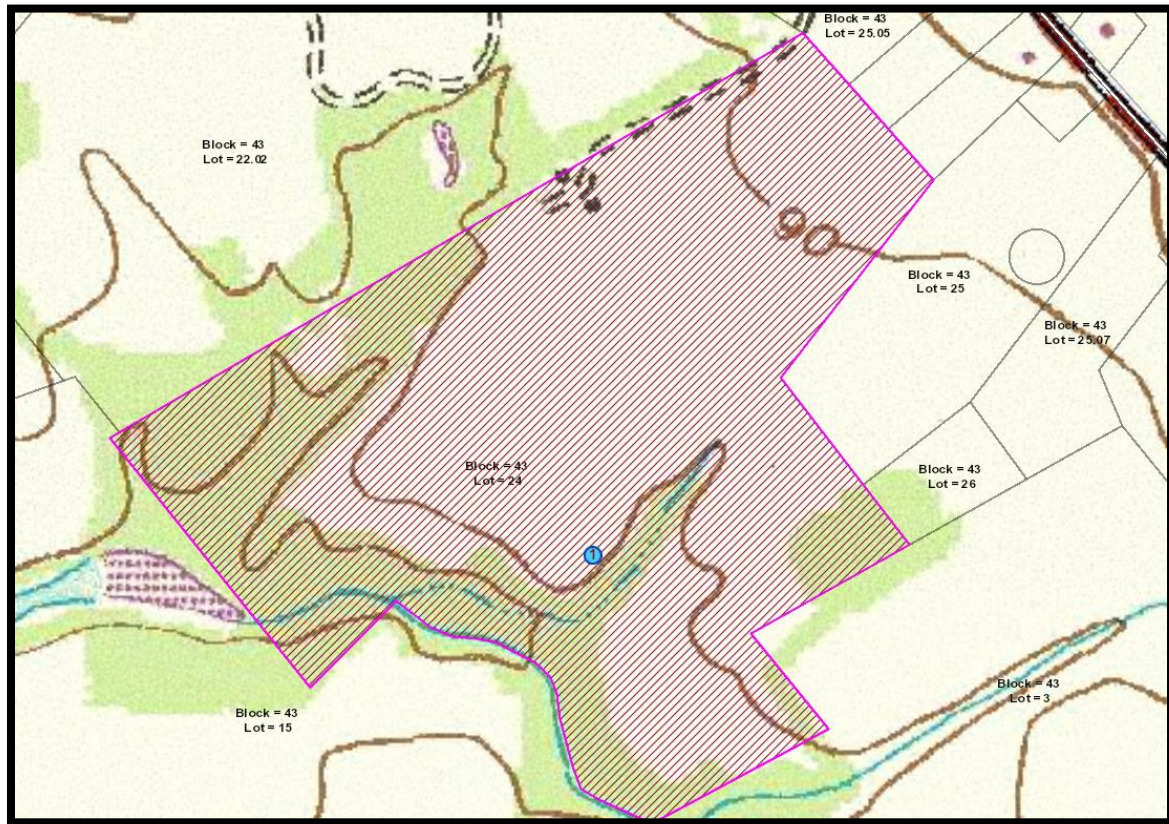 Block = 43
Lot = 25.05
Block = 43
Lot = 22.02
Block = 43
Lot = 25
Block = 43
Lot = 25.07
Block = 43
Lot = 24
Block = 43
Lot = 26
1
Block = 43
Lot = 3
Block = 43
Lot = 15